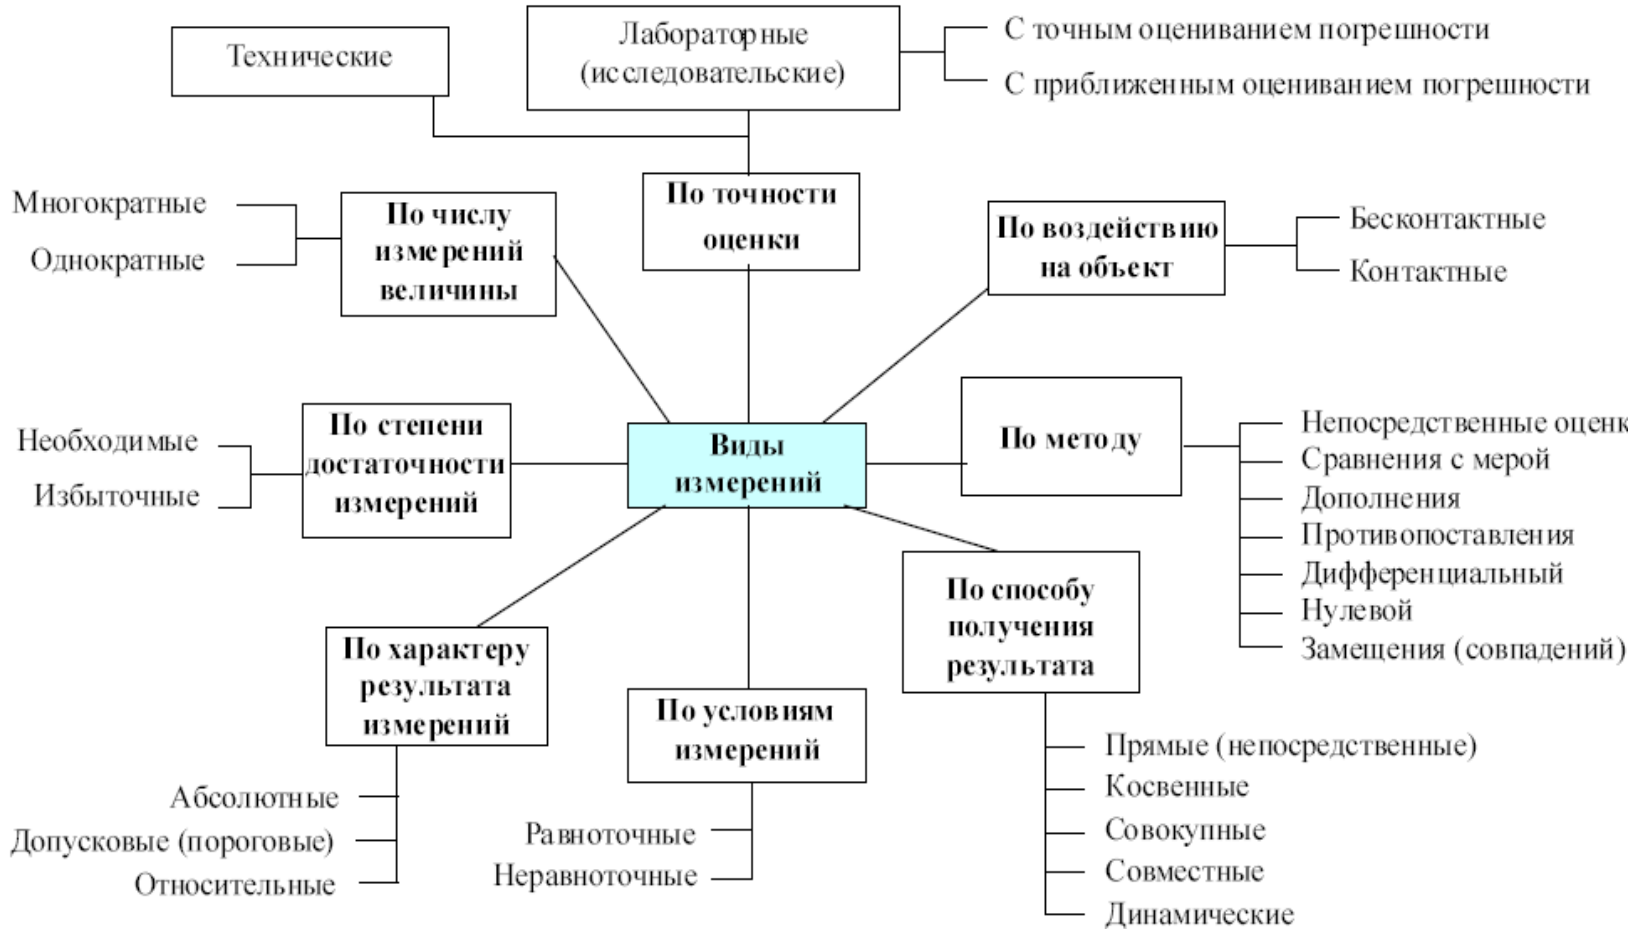 Технические
Лабораторные
(исследовательские)
С точным оцениванием погрешности
С приближенным оцениванием погрешности
Многократные
Однократные
По числу
измерений
величины
По точности
оценки
По воздействию
на объект
Бесконтактные
Контактные
Необходимые
Избыточные
По степени
достаточности
измерений
Виды
измерений
По методу
Непосредственные оценк
Сравнения с мерой
Дополнения
Противопоставления
Дифференциальный
Нулевой
Замещения (совпадений)
По характеру
результата
измерений
Абсолютные
Допусковые (пороговые)
Относительные
По условиям
измерений
Равноточные
Неравноточные
По способу
получения
результата
Прямые (непосредственные)
Косвенные
Совокупные
Совместные
Динамические